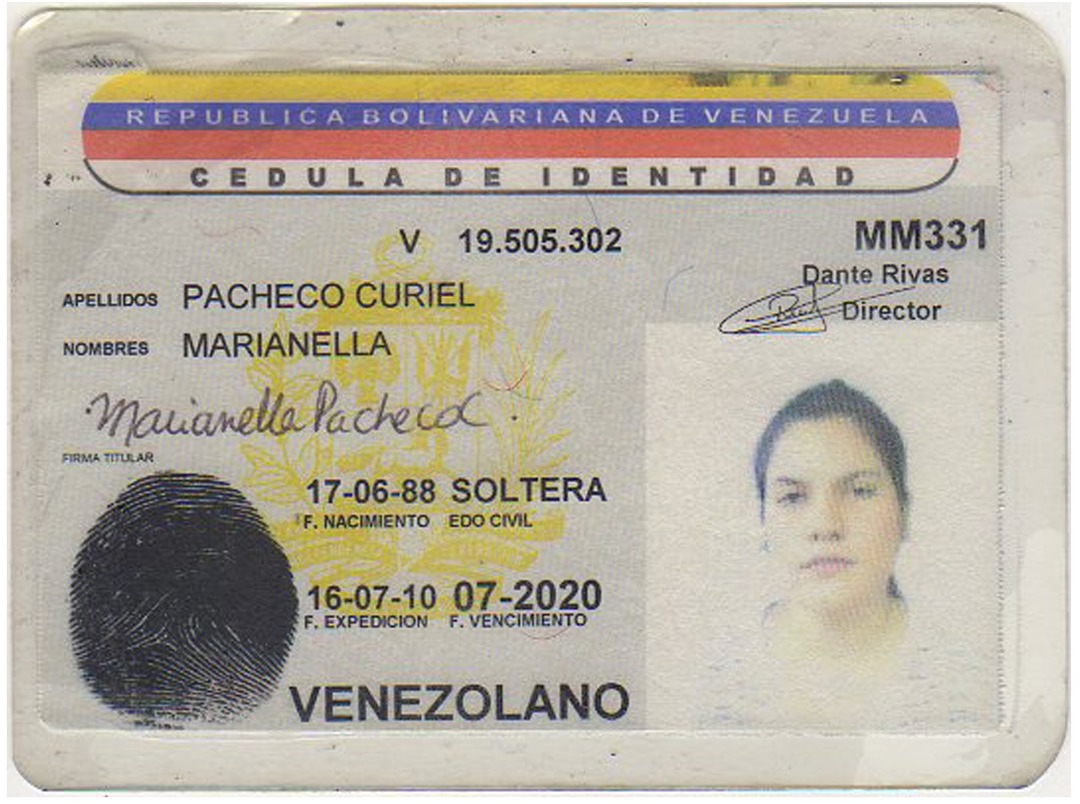 REPUBLICA BOLIVARIANA DE VENEZUELA
CEDULA DE IDENTIDAD
V 19.505.302 MM331
Dante Rivas
Director
APELLIDOS PACHECO CURIEL
NOMBRES MARIANELLA
Marianella Pacheco C
FIRMA TITULAR
17-06-88 SOLTERA
F. NACIMIENTO EDO CIVIL
16-07-10 07-2020
F. EXPEDICION F. VENCIMIENTO
VENEZOLANO